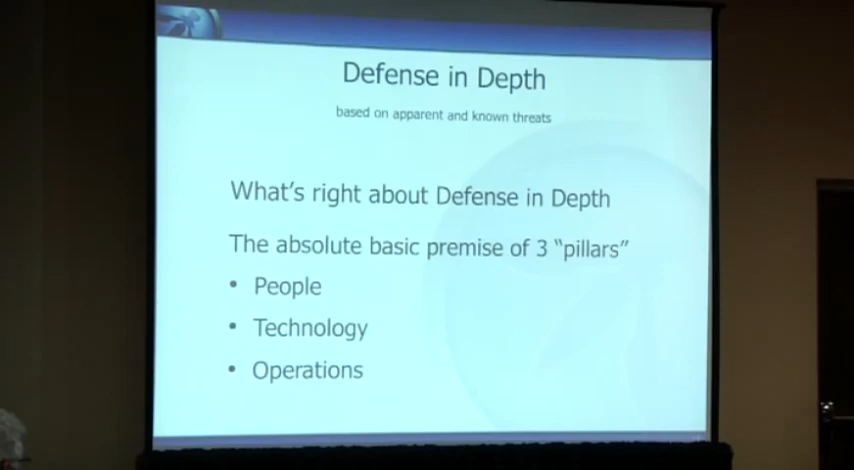 Defense in Depth
based on apparent and known threats
What's right about Defense in Depth
The absolute basic premise of 3 "pillars"
• People
• Technology
• Operations